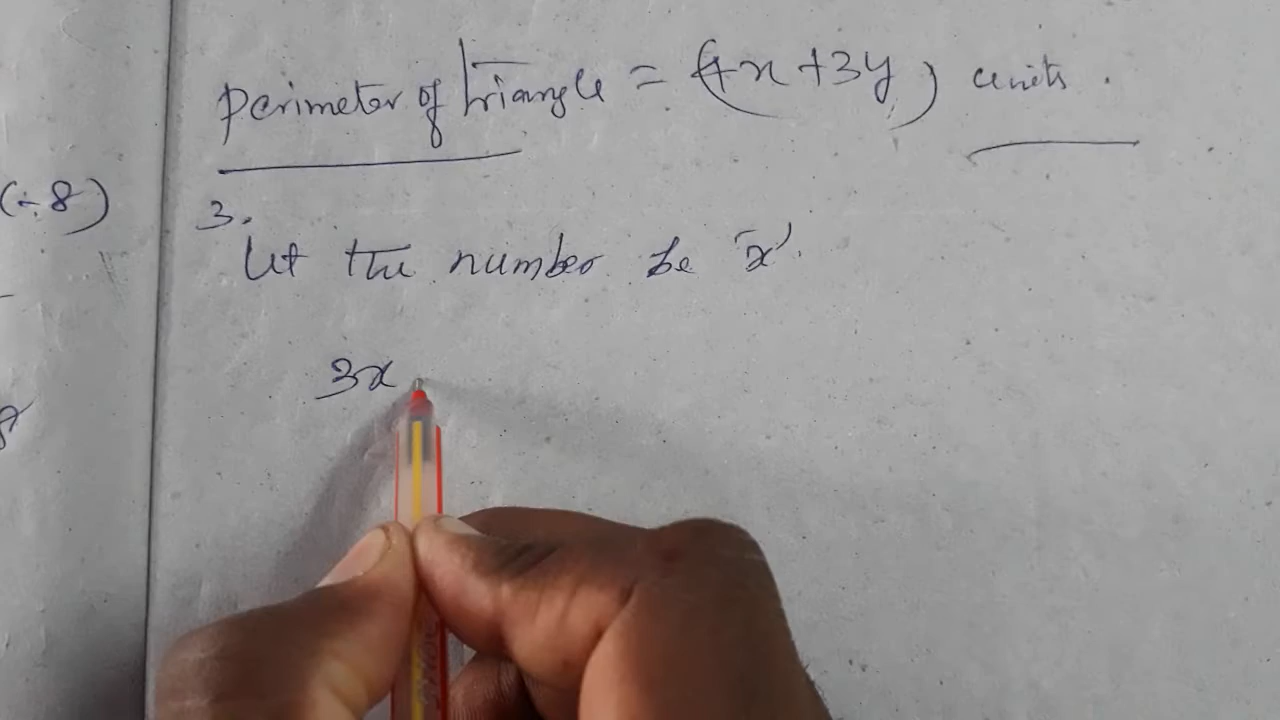 Perimeter of triangle = (4x + 3y) units.
(-8)
3.
Let the number be 'x'.
3x